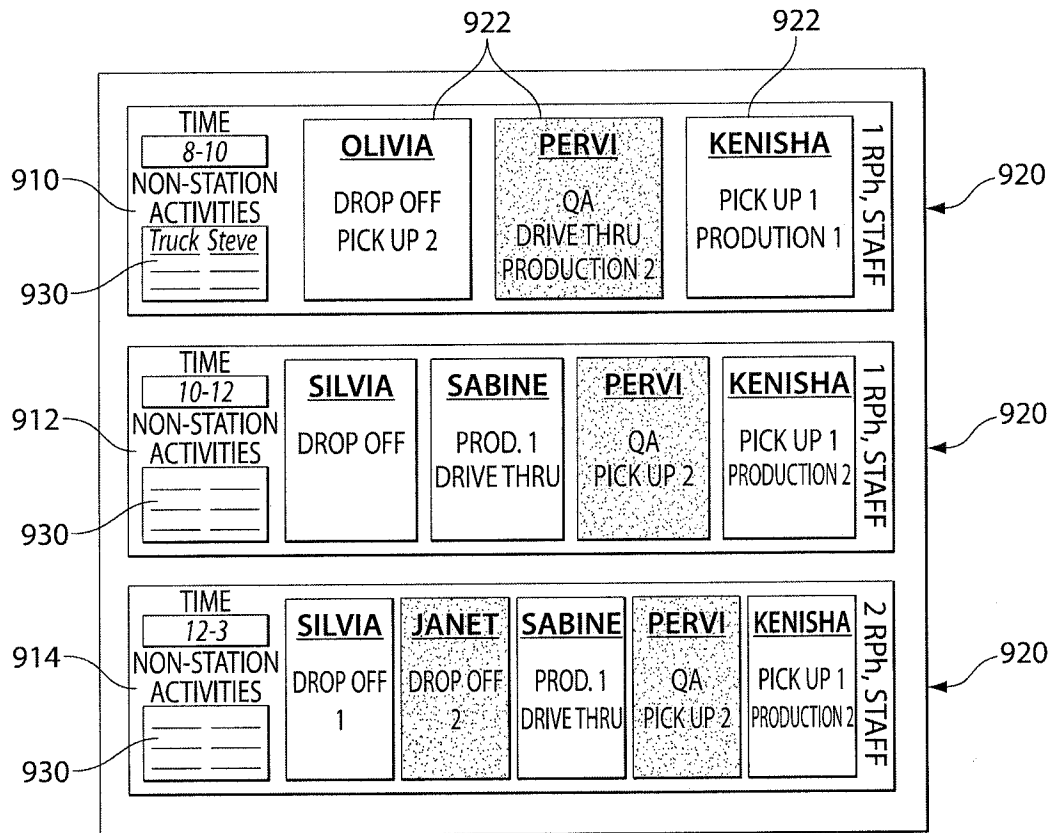 922
922
TIME
8-10
NON-STATION
ACTIVITIES
Truck Steve
OLIVIA
DROP OFF
PICK UP 2
PERVI
QA
DRIVE THRU
PRODUCTION 2
KENISHA
PICK UP 1
PRODUTION 1
1 RPh, STAFF
910
930
920
TIME
10-12
NON-STATION
ACTIVITIES
SILVIA
DROP OFF
SABINE
PROD. 1
DRIVE THRU
PERVI
QA
PICK UP 2
KENISHA
PICK UP 1
PRODUCTION 2
1 RPh, STAFF
912
930
920
TIME
12-3
NON-STATION
ACTIVITIES
SILVIA
DROP OFF
1
JANET
DROP OFF
2
SABINE
PROD. 1
DRIVE THRU
PERVI
QA
PICK UP 2
KENISHA
PICK UP 1
PRODUCTION 2
2 RPh, STAFF
914
930
920